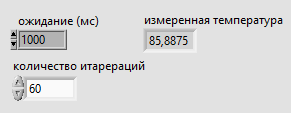 ожидание (мс)
измеренная температура
1000
85,8875
количество итарераций
60